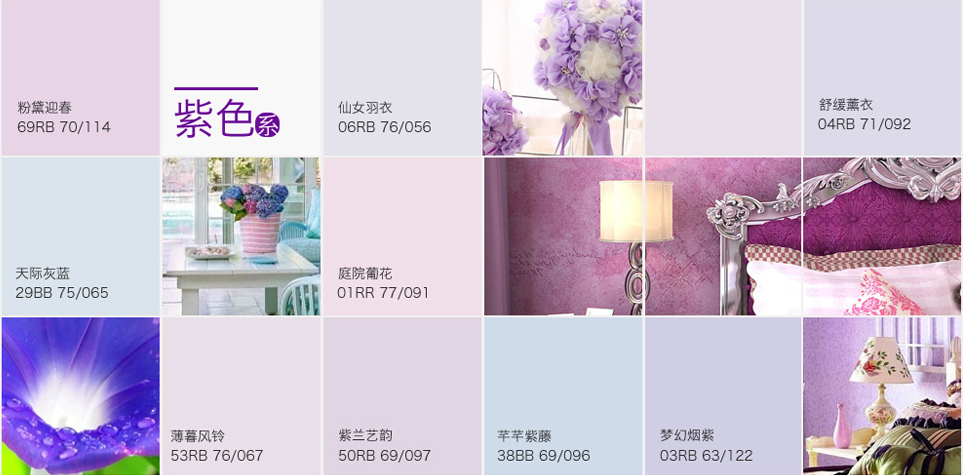 粉黛迎春
69RB 70/114
紫色系
仙女羽衣
06RB 76/056
舒缓薰衣
04RB 71/092
天际灰蓝
29BB 75/065
庭院葡花
01RR 77/091
薄暮风铃
53RB 76/067
紫兰艺韵
50RB 69/097
芊芊紫藤
38BB 69/096
梦幻烟紫
03RB 63/122